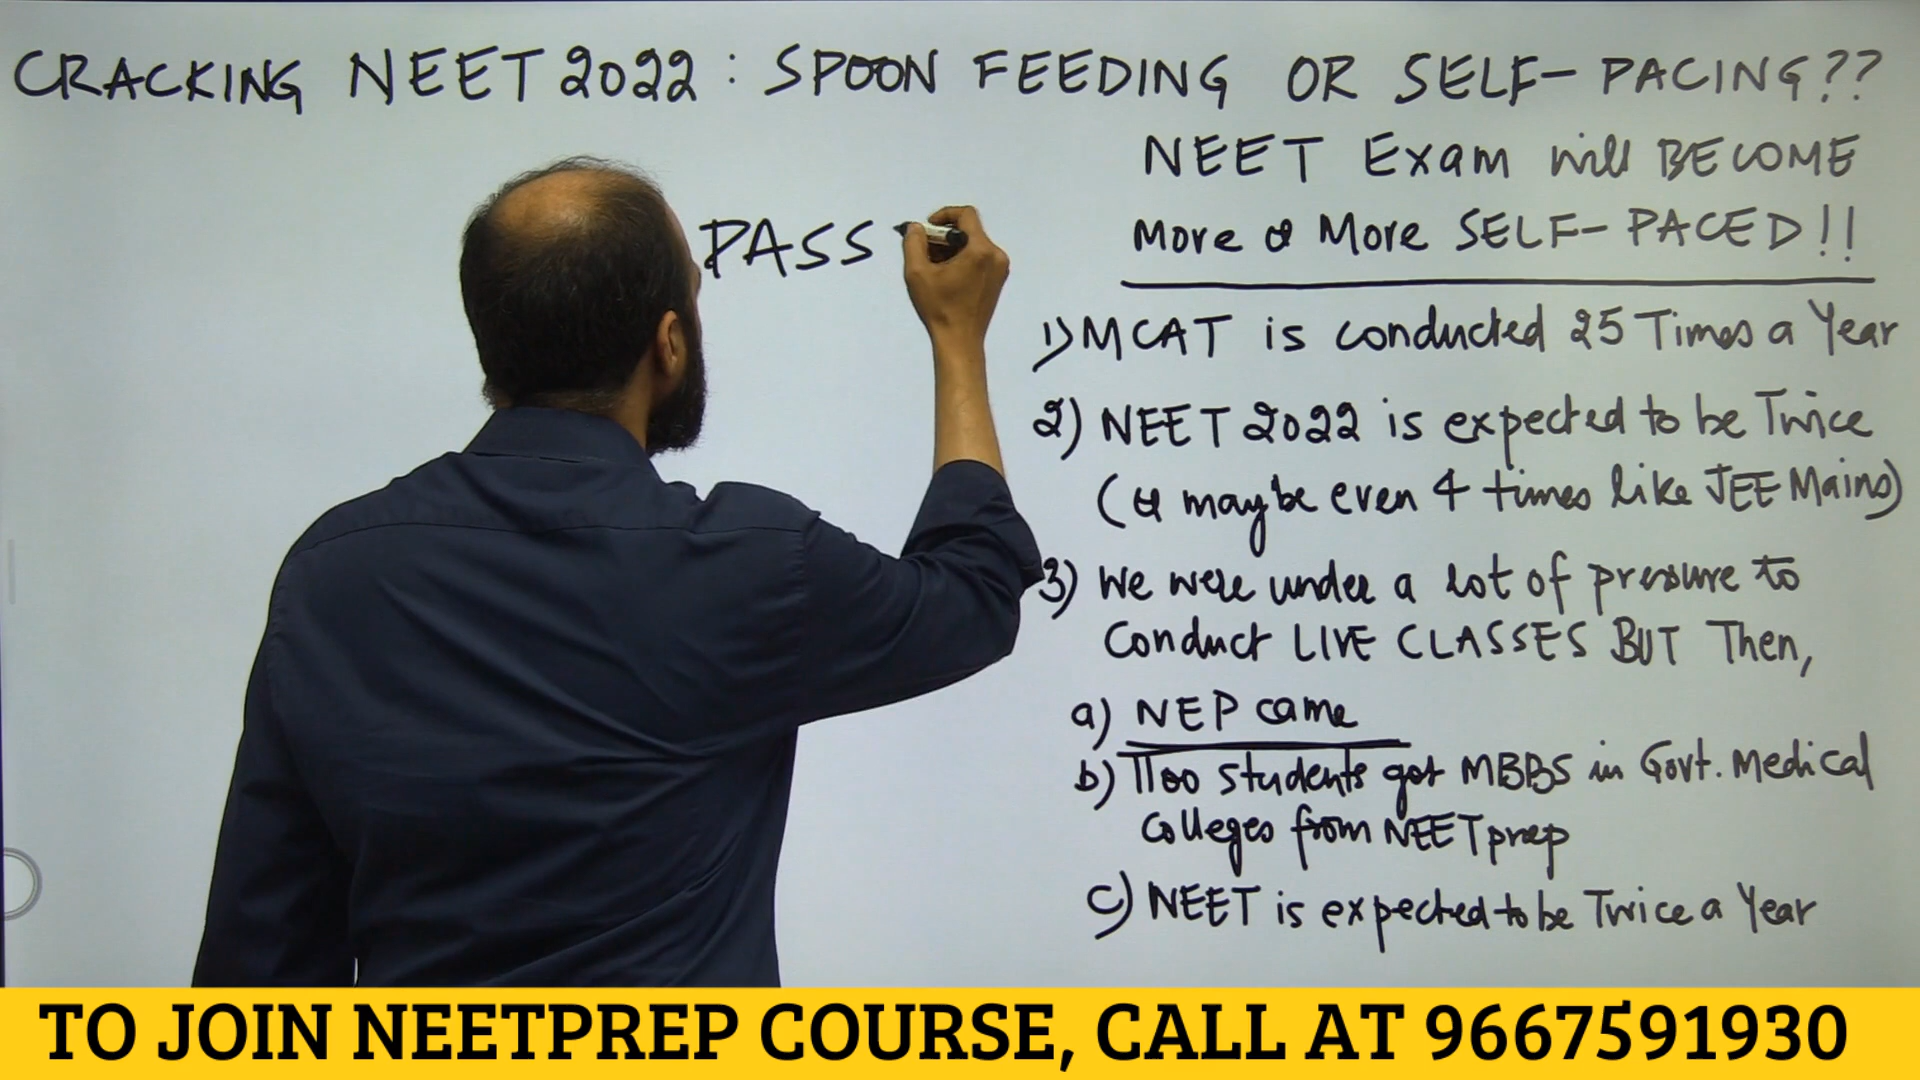 CRACKING NEET 2022 : SPOON FEEDING OR SELF-PACING??
NEET Exam will BECOME
More & More SELF-PACED!!
PASS
1) MCAT is conducted 25 Times a Year
2) NEET 2022 is expected to be Twice
(& maybe even 4 times like JEE Mains)
3) We were under a lot of pressure to
Conduct LIVE CLASSES BUT Then,
a) NEP came
b) 1100 students got MBBS in Govt. Medical
Colleges from NEETprep
c) NEET is expected to be Twice a Year
TO JOIN NEETPREP COURSE, CALL AT 9667591930